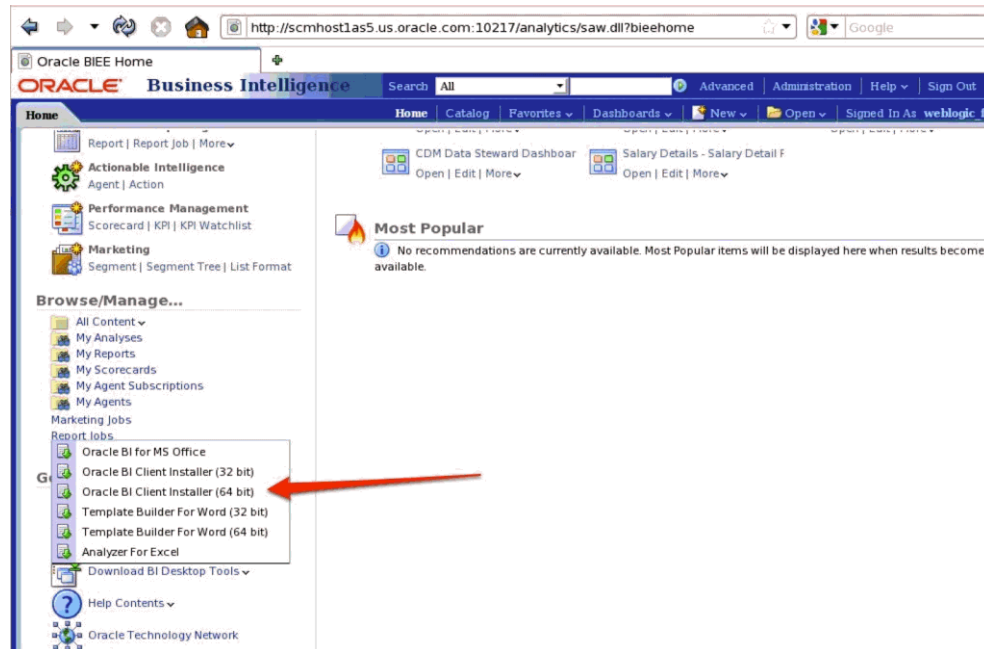 http://scmhost1as5.us.oracle.com:10217/analytics/saw.dll?bieehome
Google
Oracle BIEE Home
ORACLE Business Intelligence
Search All Advanced Administration Help Sign Out
Home
Home Catalog Favorites Dashboards New Open Signed In As weblogic_f
Report | Report Job | More
Actionable Intelligence
Agent | Action
Performance Management
Scorecard | KPI | KPI Watchlist
Marketing
Segment | Segment Tree | List Format
Browse/Manage...
All Content
My Analyses
My Reports
My Scorecards
My Agent Subscriptions
My Agents
Marketing Jobs
Report Jobs
Oracle BI for MS Office
Oracle BI Client Installer (32 bit)
Oracle BI Client Installer (64 bit)
Template Builder For Word (32 bit)
Template Builder For Word (64 bit)
Analyzer For Excel
Download BI Desktop Tools
Help Contents
Oracle Technology Network
CDM Data Steward Dashboar
Open | Edit | More
Salary Details - Salary Detail F
Open | Edit | More
Most Popular
No recommendations are currently available. Most Popular items will be displayed here when results become
available.